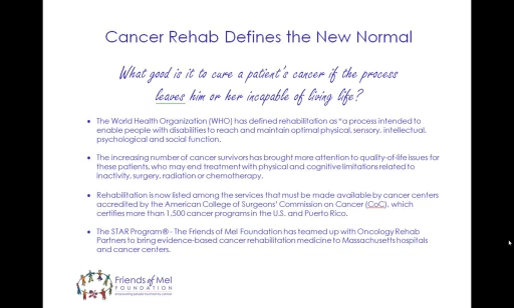 Cancer Rehab Defines the New Normal
What good is it to cure a patient's cancer if the process
leaves him or her incapable of living life?
• The World Health Organization (WHO) has defined rehabilitation as "a process intended to
enable people with disabilities to reach and maintain optimal physical, sensory, intellectual,
psychological and social function.
• The increasing number of cancer survivors has brought more attention to quality-of-life issues for
these patients, who may end treatment with physical and cognitive limitations related to
inactivity, surgery, radiation or chemotherapy.
• Rehabilitation is now listed among the services that must be made available by cancer centers
accredited by the American College of Surgeons' Commission on Cancer (CoC), which
certifies more than 1,500 cancer programs in the U.S. and Puerto Rico.
• The STAR Program® - The Friends of Mel Foundation has teamed up with Oncology Rehab
Partners to bring evidence-based cancer rehabilitation medicine to Massachusetts hospitals
and cancer centers.
Friends of Mel
FOUNDATION